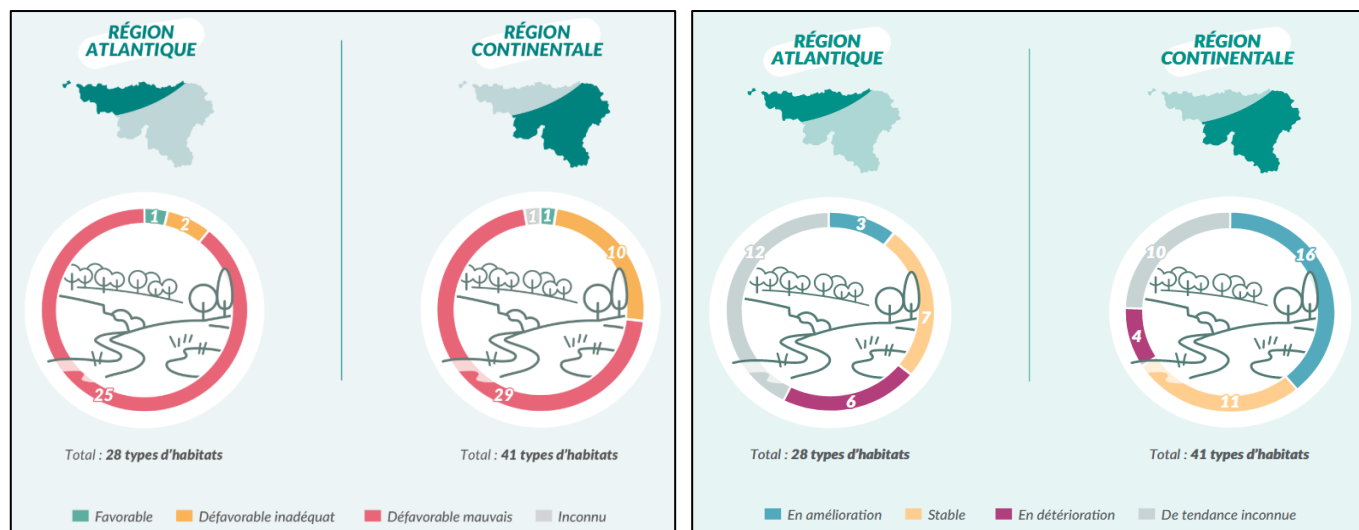 RÉGION
ATLANTIQUE
RÉGION
CONTINENTALE
1
2
25
1
1
10
29
Total : 28 types d'habitats
Total : 41 types d'habitats
Favorable
Défavorable inadéquat
Défavorable mauvais
Inconnu
RÉGION
ATLANTIQUE
RÉGION
CONTINENTALE
3
12
7
6
16
10
4
11
Total : 28 types d'habitats
Total : 41 types d'habitats
En amélioration
Stable
En détérioration
De tendance inconnue